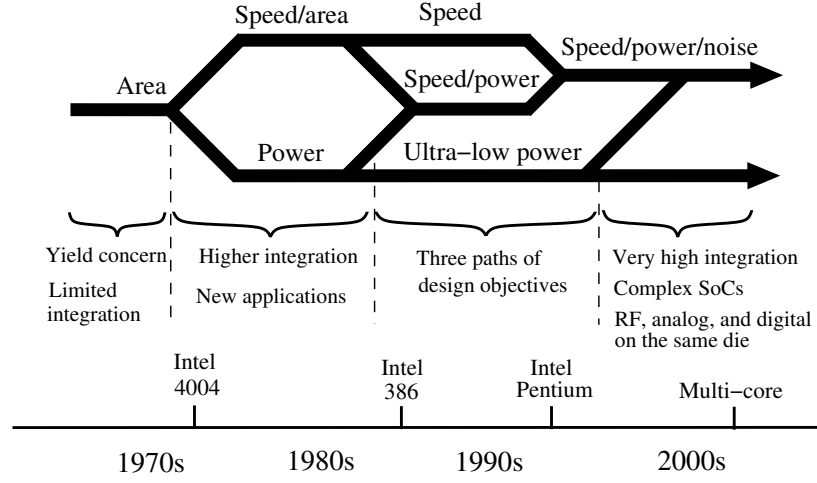 Speed/area
Speed
Speed/power/noise
Area
Speed/power
Power
Ultra−low power
Yield concern
Limited
integration
Higher integration
New applications
Three paths of
design objectives
Very high integration
Complex SoCs
RF, analog, and digital
on the same die
Intel
4004
Intel
386
Intel
Pentium
Multi−core
1970s
1980s
1990s
2000s